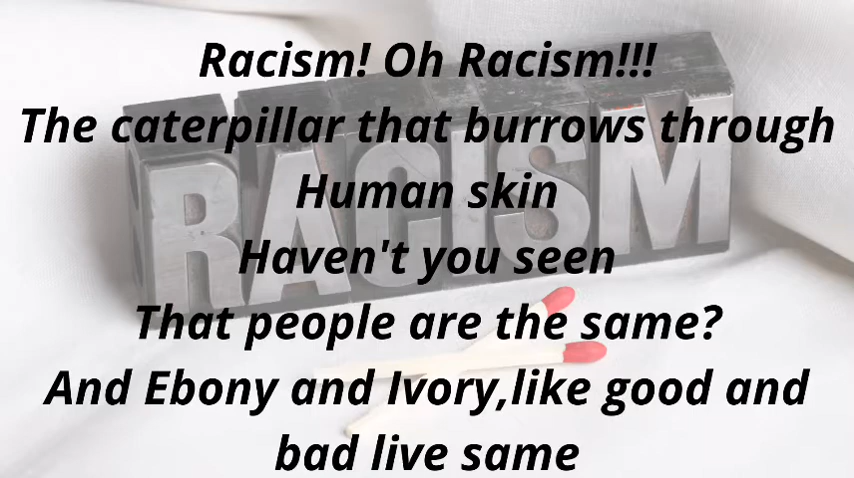 Racism! Oh Racism!!!
The caterpillar that burrows through
Human skin
Haven't you seen
That people are the same?
And Ebony and Ivory,like good and
bad live same
RACISM